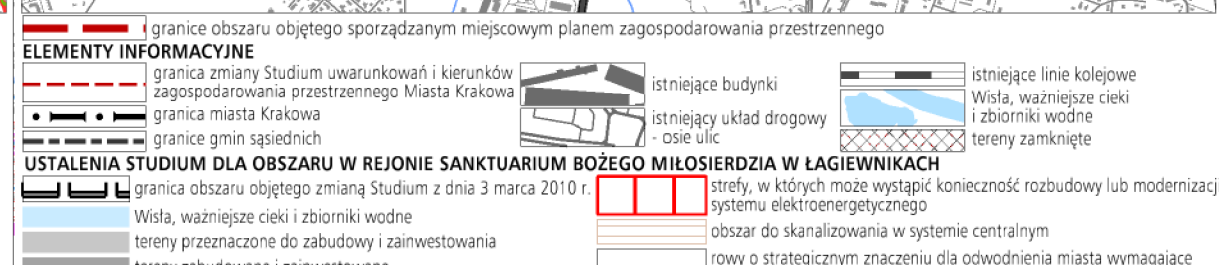 granice obszaru objętego sporządzanym miejscowym planem zagospodarowania przestrzennego
ELEMENTY INFORMACYJNE
granica zmiany Studium uwarunkowań i kierunków
zagospodarowania przestrzennego Miasta Krakowa
granica miasta Krakowa
granice gmin sąsiednich
istniejące budynki
istniejący układ drogowy
- osie ulic
istniejące linie kolejowe
Wisła, ważniejsze cieki
i zbiorniki wodne
tereny zamknięte
USTALENIA STUDIUM DLA OBSZARU W REJONIE SANKTUARIUM BOŻEGO MIŁOSIERDZIA W ŁAGIEWNIKACH
granica obszaru objętego zmianą Studium z dnia 3 marca 2010 r.
Wisła, ważniejsze cieki i zbiorniki wodne
tereny przeznaczone do zabudowy i zainwestowania
tereny zabudowane i zainwestowane
strefy, w których może wystąpić konieczność rozbudowy lub modernizacj
systemu elektroenergetycznego
obszar do skanalizowania w systemie centralnym
rowy o strategicznym znaczeniu dla odwodnienia miasta wymagające